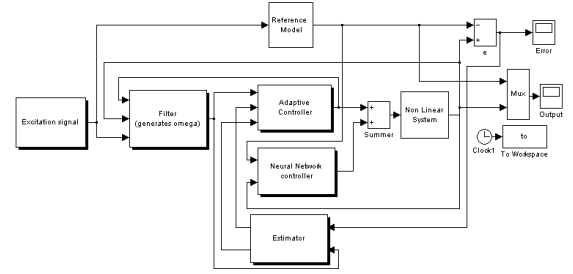 Reference
Model
−
+
e
Error
Excitation signal
Filter
(generates omega)
Adaptive
Controller
+
+
Summer
Non Linear
System
Mux
Output
Neural Network
controller
Clock1
to
To Workspace
Estimator